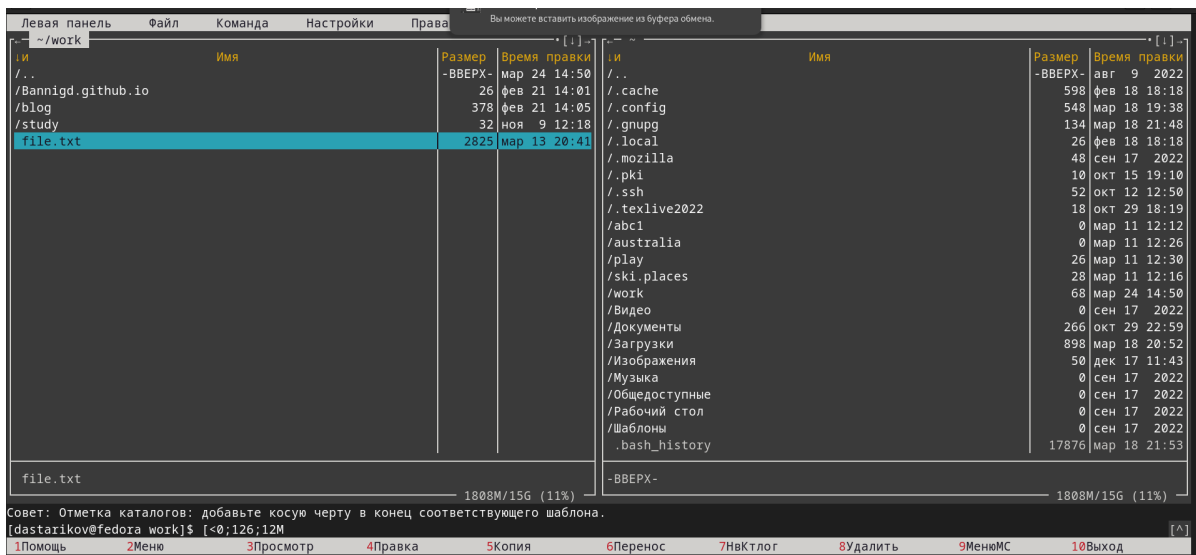 Левая панель Файл Команда Настройки Права
Вы можете вставить изображение из буфера обмена.
~/work [↓] ~ [↓]
↓и Имя Размер Время правки ↓и Имя Размер Время правки
/.. -ВВЕРХ- мар 24 14:50 /.. -ВВЕРХ- авг 9 2022
/Bannigd.github.io 26 фев 21 14:01 /.cache 598 фев 18 18:18
/blog 378 фев 21 14:05 /.config 548 мар 18 19:38
/study 32 ноя 9 12:18 /.gnupg 134 мар 18 21:48
file.txt 2825 мар 13 20:41 /.local 26 фев 18 18:18
/.mozilla 48 сен 17 2022
/.pki 10 окт 15 19:10
/.ssh 52 окт 12 12:50
/.texlive2022 18 окт 29 18:19
/abc1 0 мар 11 12:12
/australia 0 мар 11 12:26
/play 26 мар 11 12:30
/ski.places 28 мар 11 12:16
/work 68 мар 24 14:50
/Видео 0 сен 17 2022
/Документы 266 окт 29 22:59
/Загрузки 898 мар 18 20:52
/Изображения 50 дек 17 11:43
/Музыка 0 сен 17 2022
/Общедоступные 0 сен 17 2022
/Рабочий стол 0 сен 17 2022
/Шаблоны 0 сен 17 2022
.bash_history 17876 мар 18 21:53
file.txt -ВВЕРХ-
1808M/15G (11%) 1808M/15G (11%)
Совет: Отметка каталогов: добавьте косую черту в конец соответствующего шаблона.
[dastarikov@fedora work]$ [<0;126;12M [^]
1Помощь 2Меню 3Просмотр 4Правка 5Копия 6Перенос 7НвКтлог 8Удалить 9МенюМС 10Выход